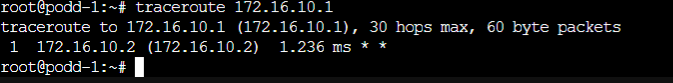 root@podd-1:~# traceroute 172.16.10.1
traceroute to 172.16.10.1 (172.16.10.1), 30 hops max, 60 byte packets
 1  172.16.10.2 (172.16.10.2)  1.236 ms * *
root@podd-1:~#